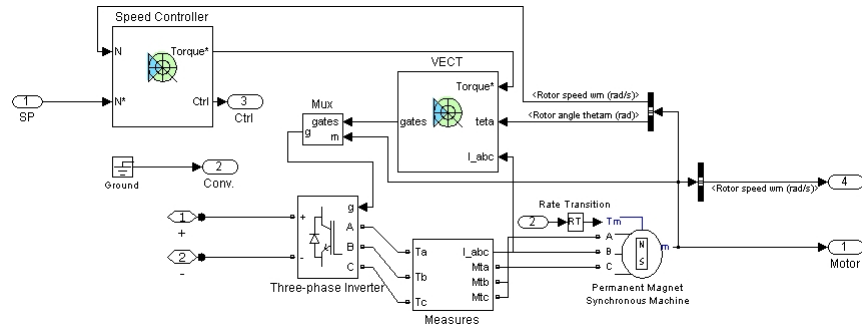 Speed Controller
N
Torque*
N*
Ctrl
1
SP
3
Ctrl
VECT
Torque*
gates
teta
I_abc
Mux
gates
g
m
<Rotor speed wm (rad/s)>
<Rotor angle thetam (rad)>
Ground
2
Conv.
<Rotor speed wm (rad/s)>
4
1
+
2
-
g
+
A
B
-
C
Three-phase Inverter
Ta
I_abc
Tb
Mta
Mtb
Tc
Mtc
Measures
Rate Transition
2
RT
Tm
A
B
C
N
S
m
Permanent Magnet
Synchronous Machine
1
Motor